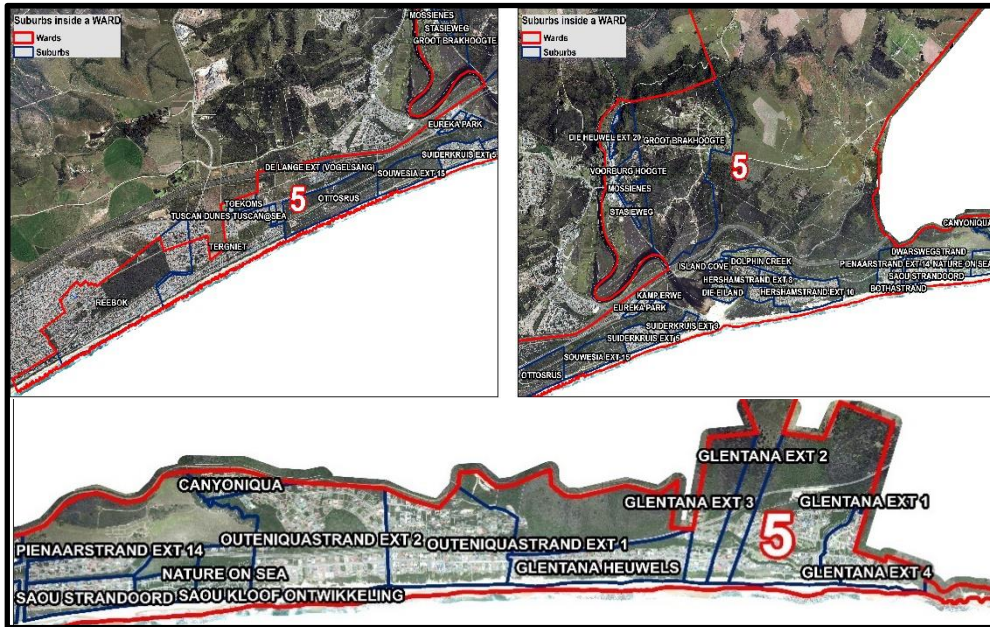 Suburbs inside a WARD
Wards
Suburbs
MOSSIENES
STASIEWEG
GROOT BRAKHOOGTE
EUREKA PARK
SUIDERKRUIS EXT 5
DE LANGE EXT (VOGELSANG)
SOUWESIA EXT 15
5
TOEKOMS
OTTOSRUS
TUSCAN DUNES TUSCAN@SEA
TERGNIET
REEBOK
Suburbs inside a WARD
Wards
Suburbs
DIE HEUWEL EXT 20
GROOT BRAKHOOGTE
5
VOORBURG HOOGTE
MOSSIENES
STASIEWEG
CANYONIQUA
DWARSWEGSTRAND
ISLAND COVE
DOLPHIN CREEK
PIENAARSTRAND EXT 14
NATURE ON SEA
HERSHAMSTRAND EXT 8
SAOU STRANDOORD
KAMP ERWE
DIE EILAND
HERSHAMSTRAND EXT 10
BOTHASTRAND
EUREKA PARK
SUIDERKRUIS EXT 9
SUIDERKRUIS EXT 5
SOUWESIA EXT 15
OTTOSRUS
GLENTANA EXT 2
CANYONIQUA
GLENTANA EXT 3
GLENTANA EXT 1
5
PIENAARSTRAND EXT 14
OUTENIQUASTRAND EXT 2
OUTENIQUASTRAND EXT 1
NATURE ON SEA
GLENTANA HEUWELS
GLENTANA EXT 4
SAOU STRANDOORD
SAOU KLOOF ONTWIKKELING